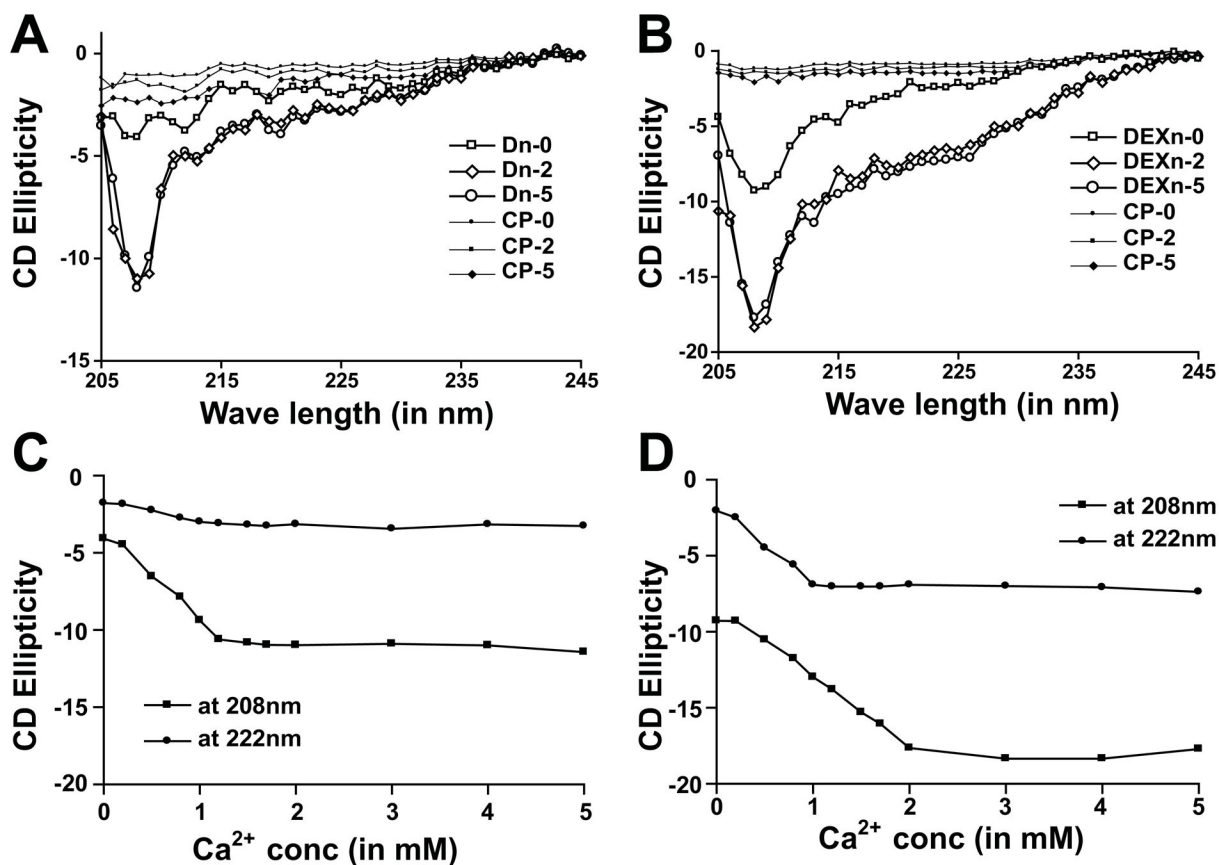 A
0
-5
-10
-15
CD Ellipticity
Dn-0
Dn-2
Dn-5
CP-0
CP-2
CP-5
205 215 225 235 245
Wave length (in nm)
B
0
-5
-10
-15
-20
CD Ellipticity
DEXn-0
DEXn-2
DEXn-5
CP-0
CP-2
CP-5
205 215 225 235 245
Wave length (in nm)
C
0
-5
-10
-15
-20
CD Ellipticity
at 208nm
at 222nm
0 1 2 3 4 5
Ca²⁺ conc (in mM)
D
0
-5
-10
-15
-20
CD Ellipticity
at 208nm
at 222nm
0 1 2 3 4 5
Ca²⁺ conc (in mM)